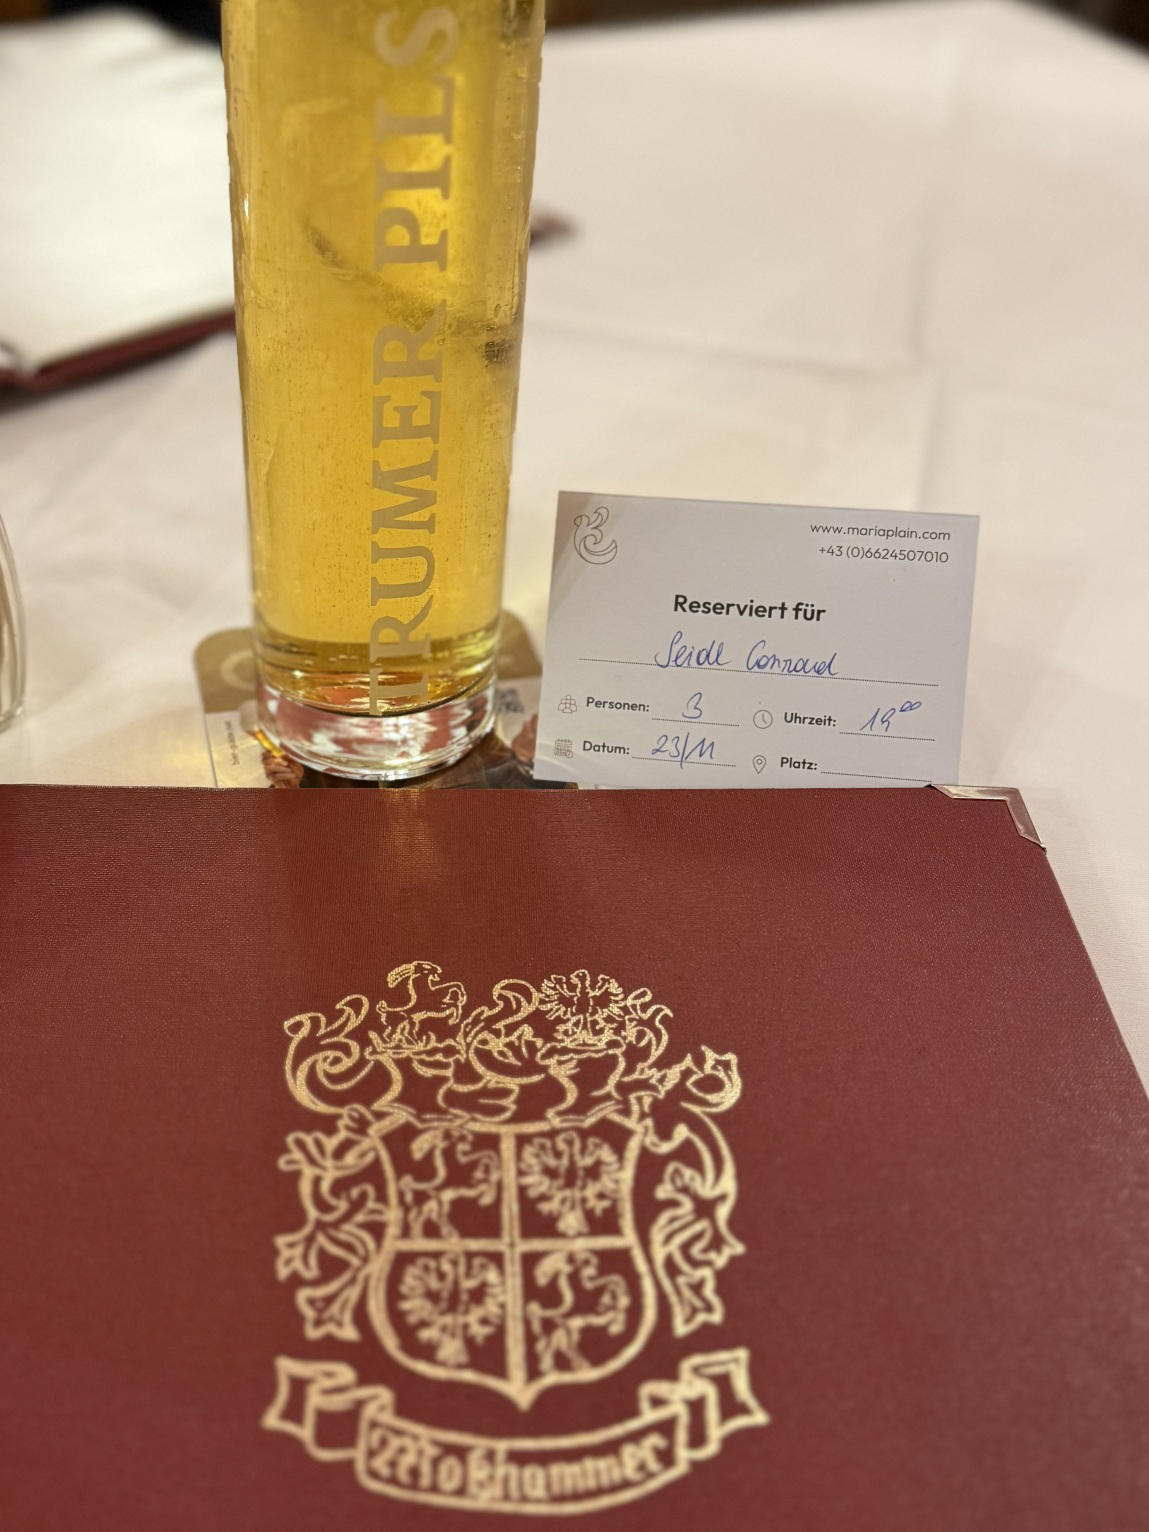 TRUMER PILS
www.mariaplain.com
+43 (0)6624507010
Reserviert für
Seidl Conrad
Personen: 3 Uhrzeit: 19⁰⁰
Datum: 23/11 Platz:
Moßhammer